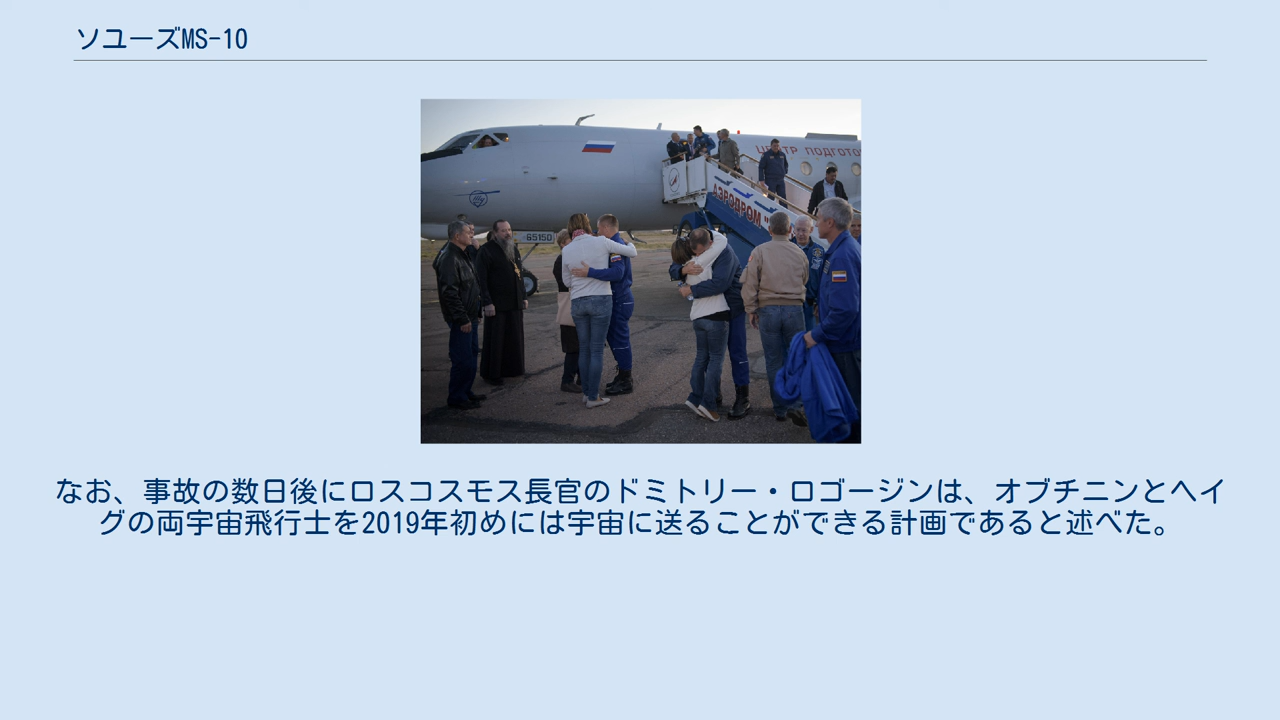 ソユーズMS-10
ЦЕНТР ПОДГОТО
АЭРОДРОМ "
65150
なお、事故の数日後にロスコスモス長官のドミトリー・ロゴージンは、オブチニンとヘイ
グの両宇宙飛行士を2019年初めには宇宙に送ることができる計画であると述べた。